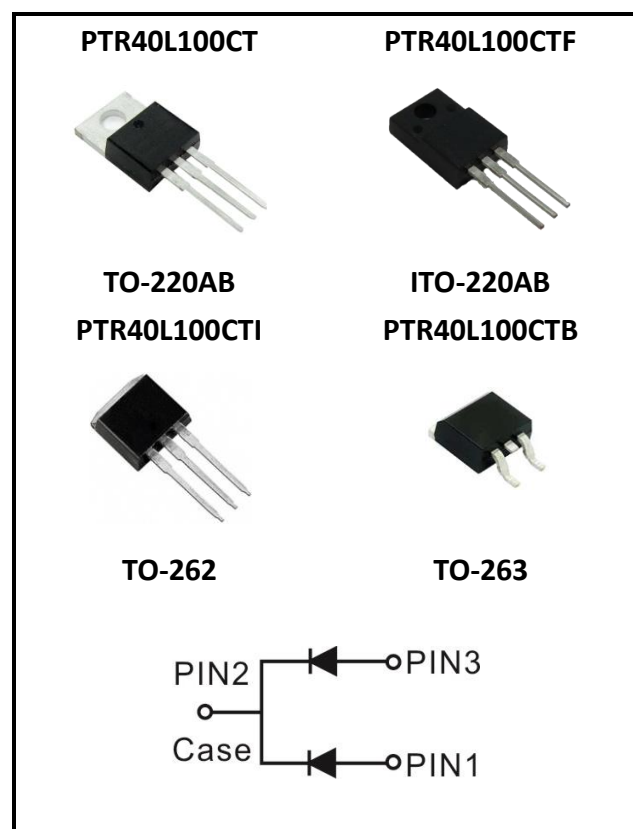 PTR40L100CT PTR40L100CTF
TO-220AB ITO-220AB
PTR40L100CTI PTR40L100CTB
TO-262 TO-263
PIN2 PIN3
Case PIN1